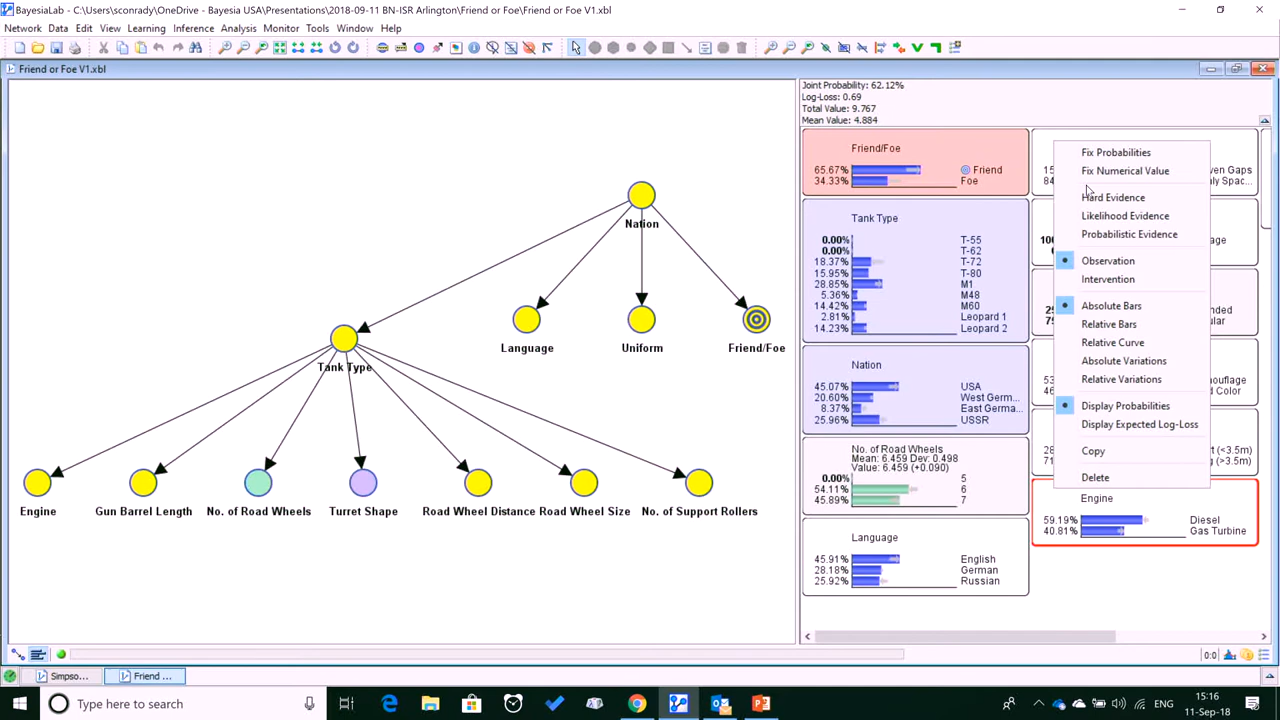 BayesiaLab - C:\Users\sconrady\OneDrive - Bayesia USA\Presentations\2018-09-11 BN-ISR Arlington\Friend or Foe\Friend or Foe V1.xbl
Network Data Edit View Learning Inference Analysis Monitor Tools Window Help
Friend or Foe V1.xbl
Nation
Language
Uniform
Friend/Foe
Tank Type
Engine
Gun Barrel Length
No. of Road Wheels
Turret Shape
Road Wheel Distance
Road Wheel Size
No. of Support Rollers
Joint Probability: 62.12%
Log-Loss: 0.69
Total Value: 9.767
Mean Value: 4.884
Friend/Foe
65.67% Friend
34.33% Foe
Tank Type
0.00% T-55
0.00% T-62
18.37% T-72
15.95% T-80
28.85% M1
5.36% M48
14.42% M60
2.81% Leopard 1
14.23% Leopard 2
Nation
45.07% USA
20.60% West Germ...
8.37% East Germa...
25.96% USSR
No. of Road Wheels
Mean: 6.459 Dev: 0.498
Value: 6.459 (+0.090)
0.00% 5
54.11% 6
45.89% 7
Language
45.91% English
28.18% German
25.92% Russian
Fix Probabilities
Fix Numerical Value
Hard Evidence
Likelihood Evidence
Probabilistic Evidence
Observation
Intervention
Absolute Bars
Relative Bars
Relative Curve
Absolute Variations
Relative Variations
Display Probabilities
Display Expected Log-Loss
Copy
Delete
Engine
59.19% Diesel
40.81% Gas Turbine
0:0
Simpso...
Friend ...
Type here to search
ENG
15:16
11-Sep-18